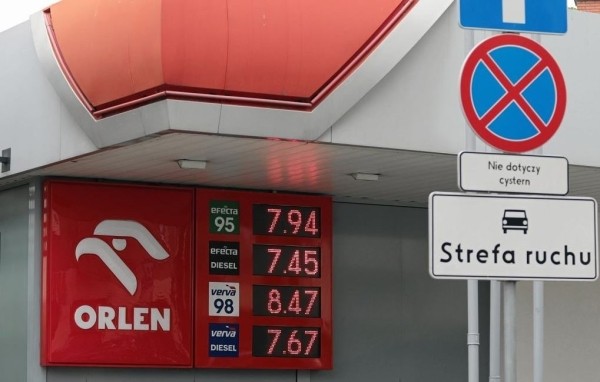 ORLEN
efecta 95 7.94
efecta DIESEL 7.45
verva 98 8.47
verva DIESEL 7.67
Nie dotyczy
cystern
Strefa ruchu